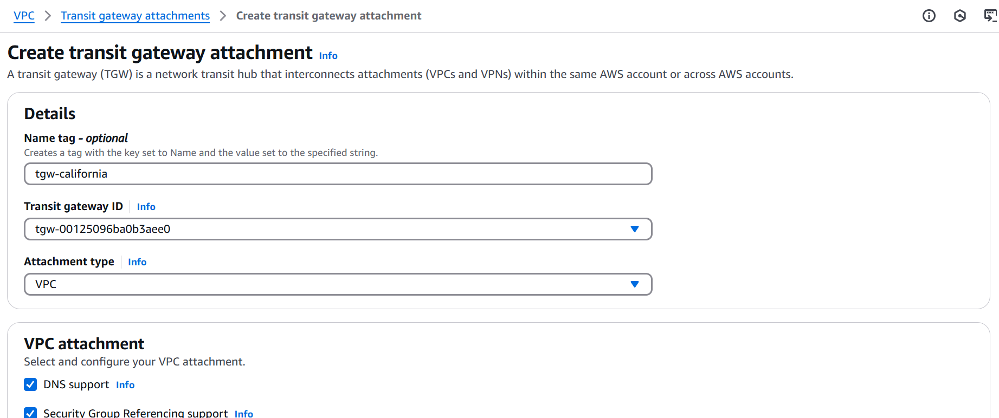 VPC > Transit gateway attachments > Create transit gateway attachment
Create transit gateway attachment Info
A transit gateway (TGW) is a network transit hub that interconnects attachments (VPCs and VPNs) within the same AWS account or across AWS accounts.
Details
Name tag - optional
Creates a tag with the key set to Name and the value set to the specified string.
tgw-california
Transit gateway ID Info
tgw-00125096ba0b3aee0
Attachment type Info
VPC
VPC attachment
Select and configure your VPC attachment.
DNS support Info
Security Group Referencing support Info